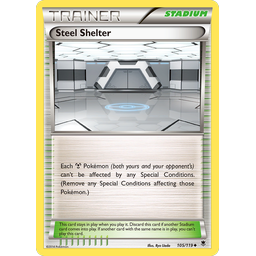 TRAINER
STADIUM
Steel Shelter
Each Pokémon (both yours and your opponent's)
can't be affected by any Special Conditions.
(Remove any Special Conditions affecting those
Pokémon.)
This card stays in play when you play it. Discard this card if another Stadium
card comes into play. If another card with the same name is in play, you can't
play this card.
Illus. Ryo Ueda
105/119